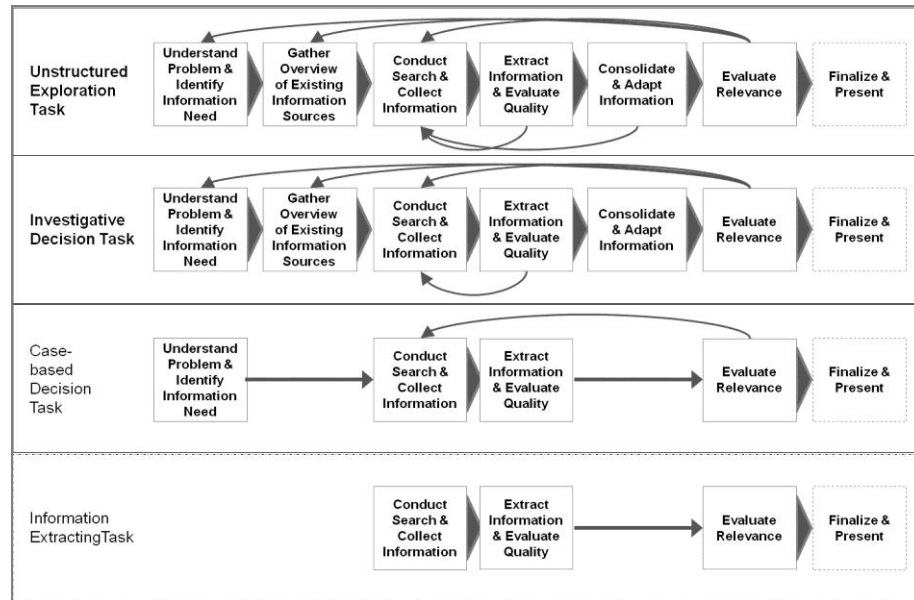 Unstructured
Exploration
Task
Understand
Problem &
Identify
Information
Need
Gather
Overview
of Existing
Information
Sources
Conduct
Search &
Collect
Information
Extract
Information
& Evaluate
Quality
Consolidate
& Adapt
Information
Evaluate
Relevance
Finalize &
Present
Investigative
Decision Task
Understand
Problem &
Identify
Information
Need
Gather
Overview
of Existing
Information
Sources
Conduct
Search &
Collect
Information
Extract
Information
& Evaluate
Quality
Consolidate
& Adapt
Information
Evaluate
Relevance
Finalize &
Present
Case-
based
Decision
Task
Understand
Problem &
Identify
Information
Need
Conduct
Search &
Collect
Information
Extract
Information
& Evaluate
Quality
Evaluate
Relevance
Finalize &
Present
Information
ExtractingTask
Conduct
Search &
Collect
Information
Extract
Information
& Evaluate
Quality
Evaluate
Relevance
Finalize &
Present